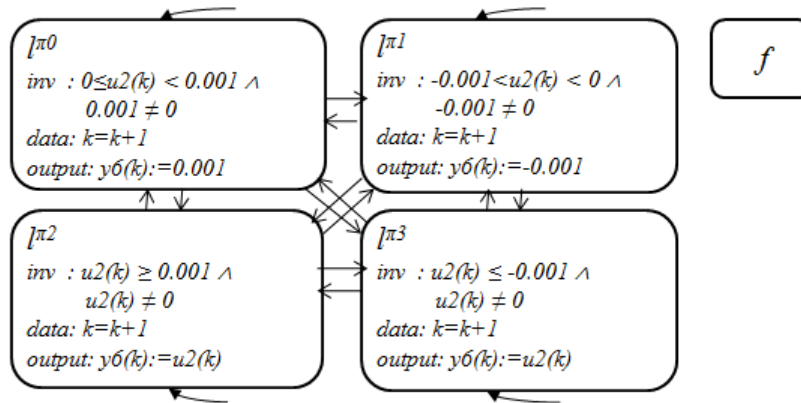 lπ0
inv : 0≤u2(k) < 0.001 ∧
0.001 ≠ 0
data: k=k+1
output: y6(k):=0.001
lπ1
inv : -0.001<u2(k) < 0 ∧
-0.001 ≠ 0
data: k=k+1
output: y6(k):=-0.001
f
lπ2
inv : u2(k) ≥ 0.001 ∧
u2(k) ≠ 0
data: k=k+1
output: y6(k):=u2(k)
lπ3
inv : u2(k) ≤ -0.001 ∧
u2(k) ≠ 0
data: k=k+1
output: y6(k):=u2(k)